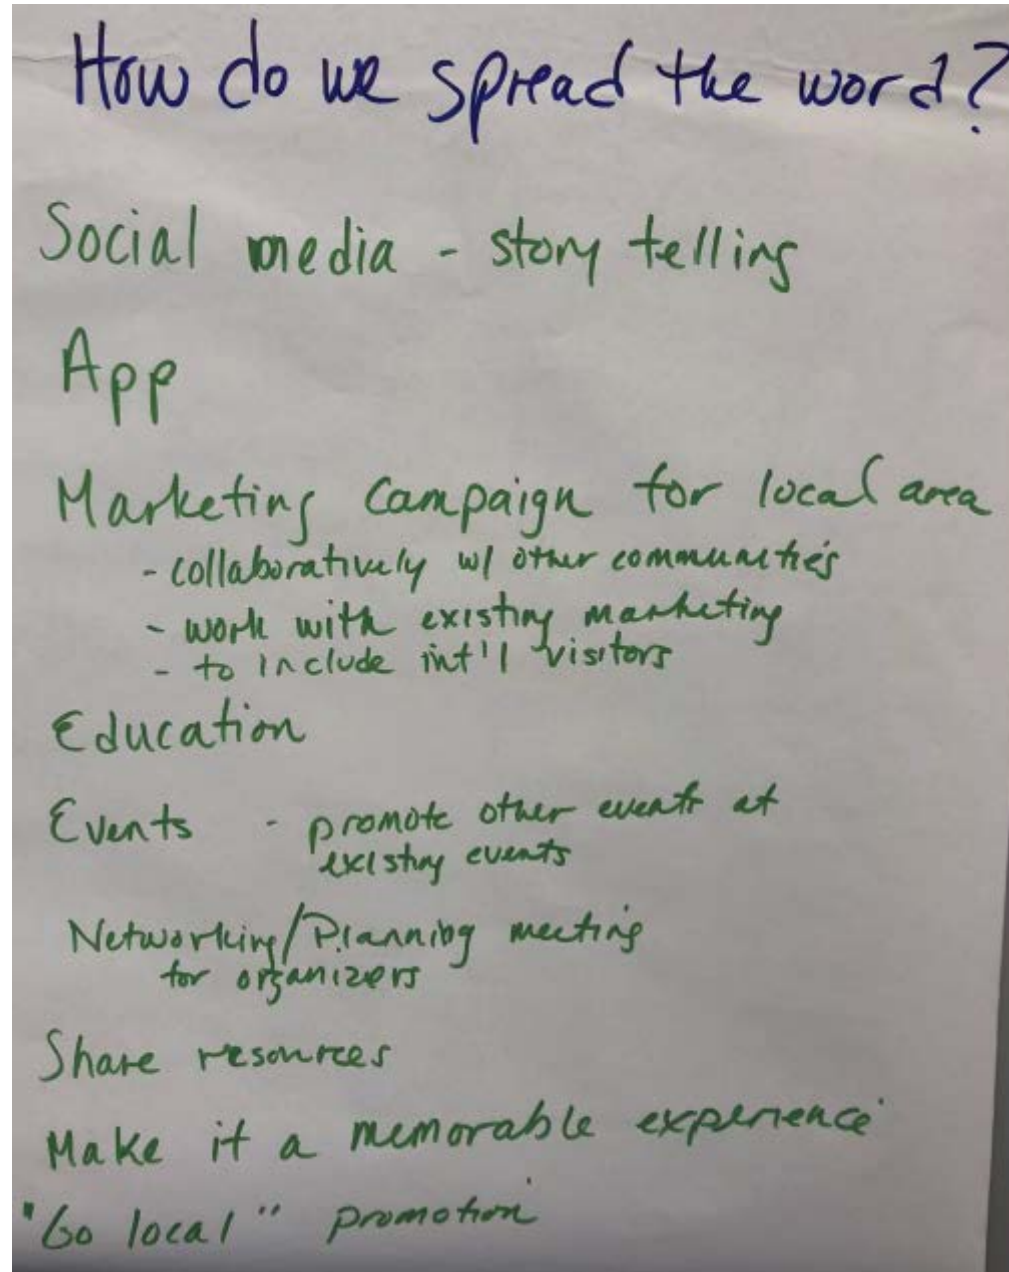 How do we spread the word?
Social media - story telling
App
Marketing Campaign for local area
- collaboratively w/ other communities
- work with existing marketing
- to include int'l visitors
Education
Events - promote other events at
existing events
Networking/Planning meeting
for organizers
Share resources
Make it a memorable experience
"Go local" promotion